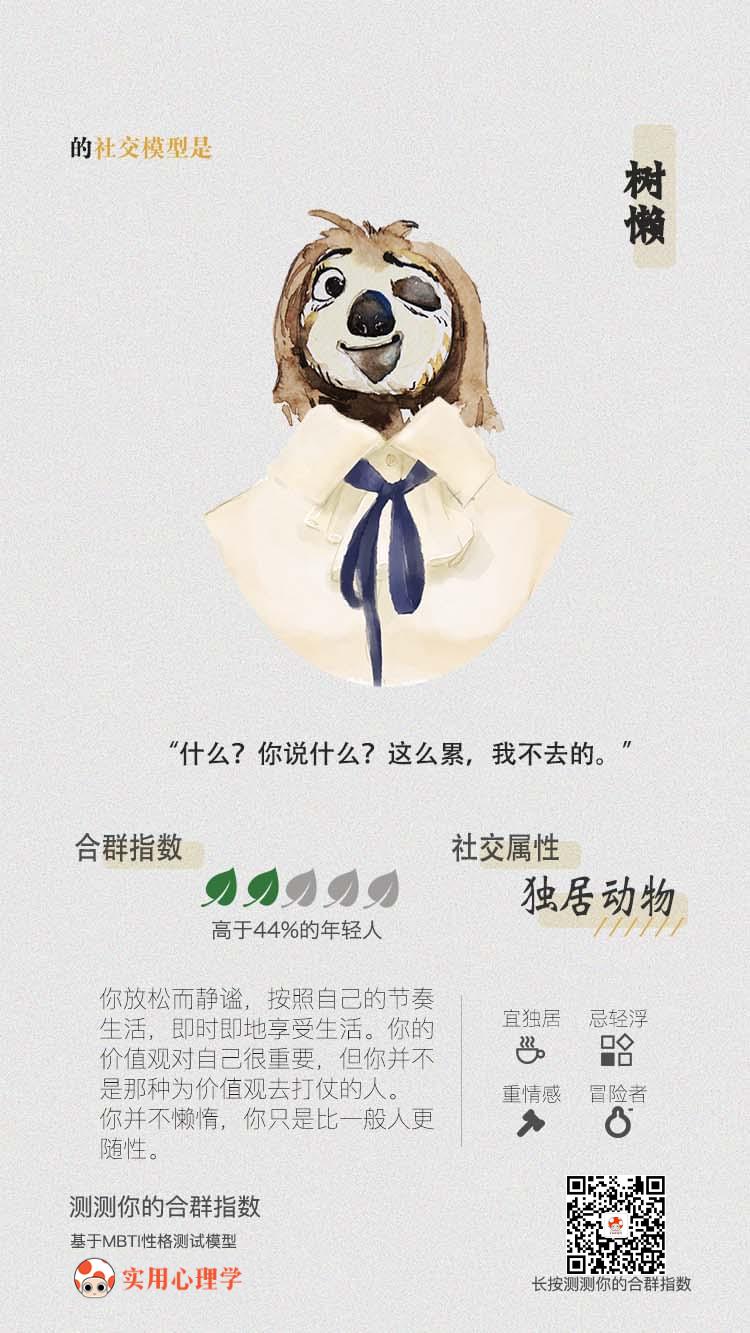 的社交模型是
树懒
“什么？你说什么？这么累，我不去的。”
合群指数
高于44%的年轻人
社交属性
独居动物
你放松而静谧，按照自己的节奏
生活，即时即地享受生活。你的
价值观对自己很重要，但你并不
是那种为价值观去打仗的人。
你并不懒惰，你只是比一般人更
随性。
宜独居 忌轻浮
重情感 冒险者
测测你的合群指数
基于MBTI性格测试模型
实用心理学
长按测测你的合群指数